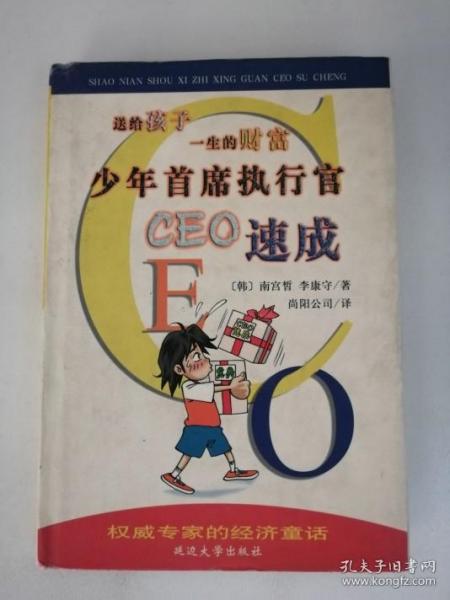 SHAO NIAN SHOU XI ZHI XING GUAN CEO SU CHENG
送给孩子
一生的财富
少年首席执行官
CEO速成
〔韩〕南宫哲 李康守/著
尚阳公司/译
C
E
O
权威专家的经济童话
延边大学出版社
孔夫子旧书网
www.kongfz.com